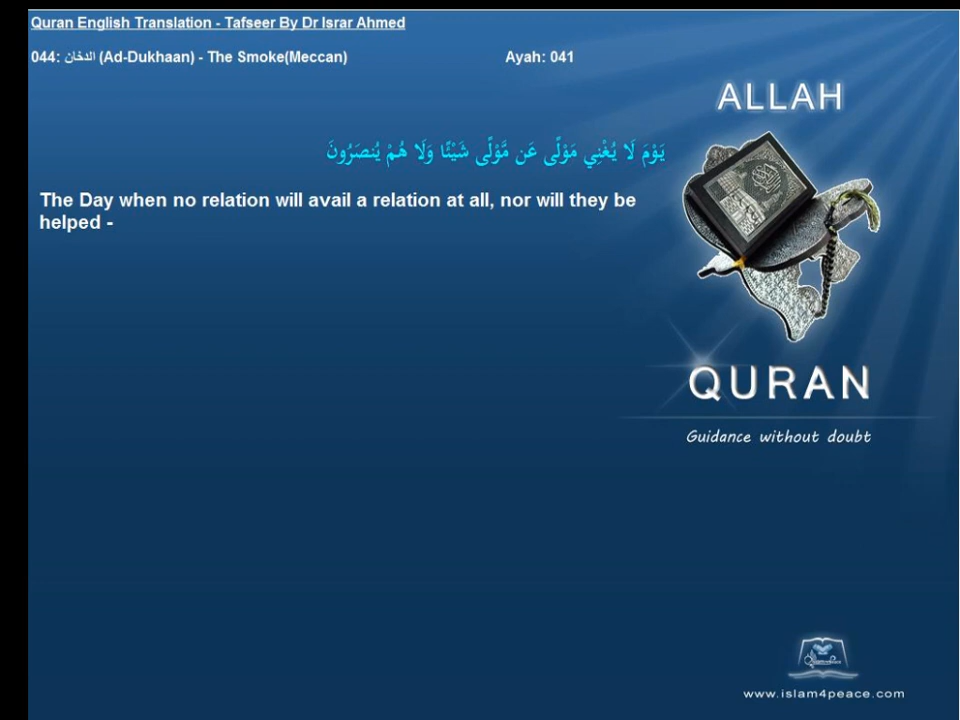 Quran English Translation - Tafseer By Dr Israr Ahmed
044: الدخان (Ad-Dukhaan) - The Smoke(Meccan) Ayah: 041
ALLAH
يَوْمَ لَا يُغْنِي مَوْلًى عَن مَّوْلًى شَيْئًا وَلَا هُمْ يُنصَرُونَ
The Day when no relation will avail a relation at all, nor will they be
helped -
QURAN
Guidance without doubt
www.islam4peace.com